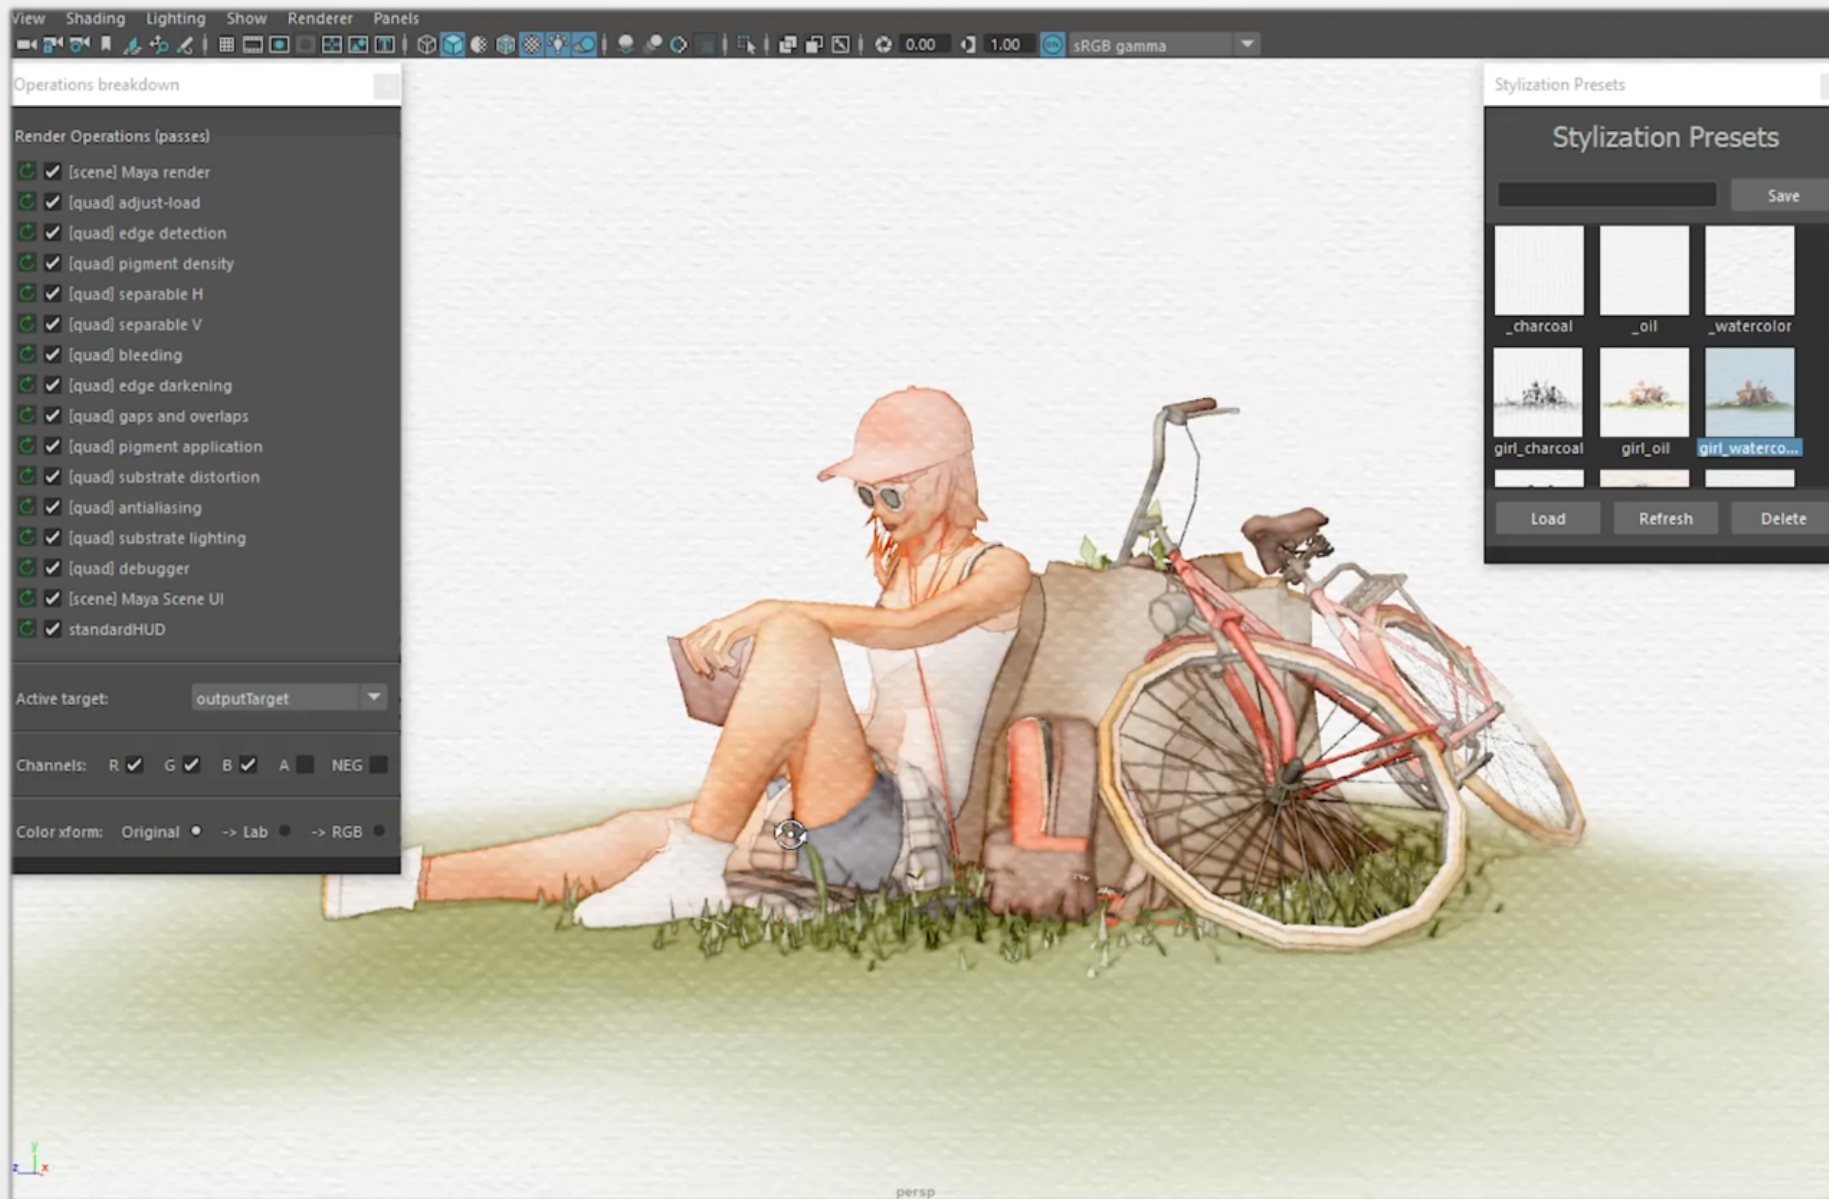 View Shading Lighting Show Renderer Panels
0.00 1.00 ON sRGB gamma
Operations breakdown
Render Operations (passes)
[scene] Maya render
[quad] adjust-load
[quad] edge detection
[quad] pigment density
[quad] separable H
[quad] separable V
[quad] bleeding
[quad] edge darkening
[quad] gaps and overlaps
[quad] pigment application
[quad] substrate distortion
[quad] antialiasing
[quad] substrate lighting
[quad] debugger
[scene] Maya Scene UI
standardHUD
Active target: outputTarget
Channels: R G B A NEG
Color xform: Original -> Lab -> RGB
Stylization Presets
Stylization Presets
Save
_charcoal _oil _watercolor
girl_charcoal girl_oil girl_waterco...
Load Refresh Delete
y
z x
persp